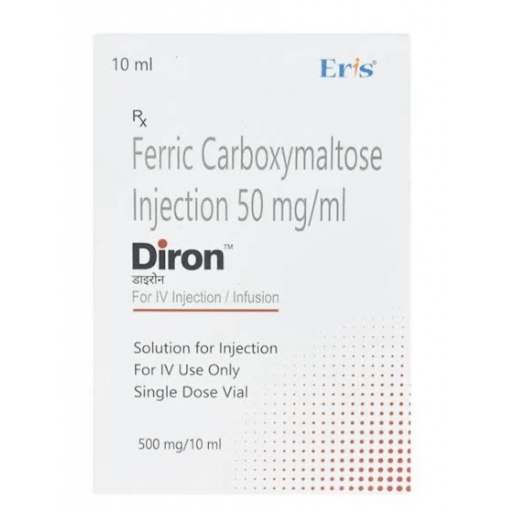 10 ml
Eris®
Rx
Ferric Carboxymaltose
Injection 50 mg/ml
Diron™
डाइरोन
For IV Injection / Infusion
Solution for Injection
For IV Use Only
Single Dose Vial
500 mg/10 ml